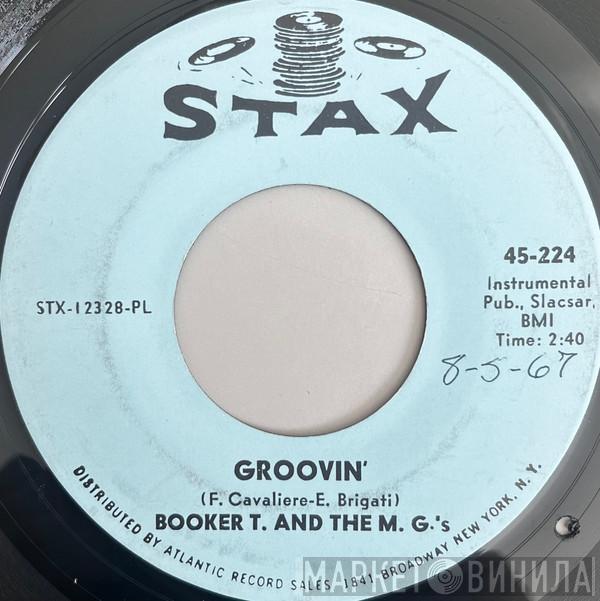 STAX
45-224
Instrumental
Pub., Slacsar,
BMI
Time: 2:40
STX-12328-PL
8-5-67
GROOVIN'
(F. Cavaliere-E. Brigati)
BOOKER T. AND THE M. G.'s
DISTRIBUTED BY ATLANTIC RECORD SALES, 1841 BROADWAY NEW YORK, N. Y.
МАРКЕТ ВИНИЛА